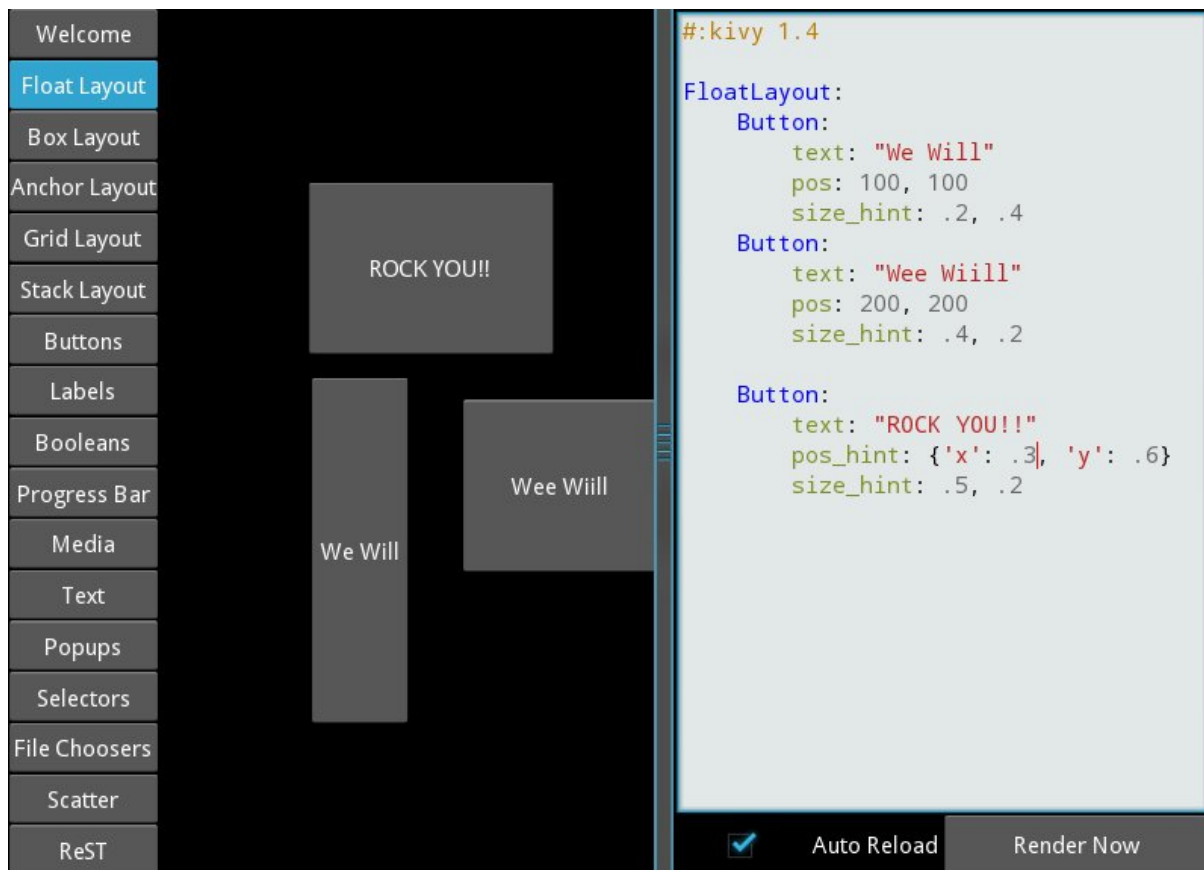 Welcome
Float Layout
Box Layout
Anchor Layout
Grid Layout
Stack Layout
Buttons
Labels
Booleans
Progress Bar
Media
Text
Popups
Selectors
File Choosers
Scatter
ReST
ROCK YOU!!
Wee Wiill
We Will
#:kivy 1.4
FloatLayout:
    Button:
        text: "We Will"
        pos: 100, 100
        size_hint: .2, .4
    Button:
        text: "Wee Wiill"
        pos: 200, 200
        size_hint: .4, .2
    Button:
        text: "ROCK YOU!!"
        pos_hint: {'x': .3, 'y': .6}
        size_hint: .5, .2
Auto Reload
Render Now